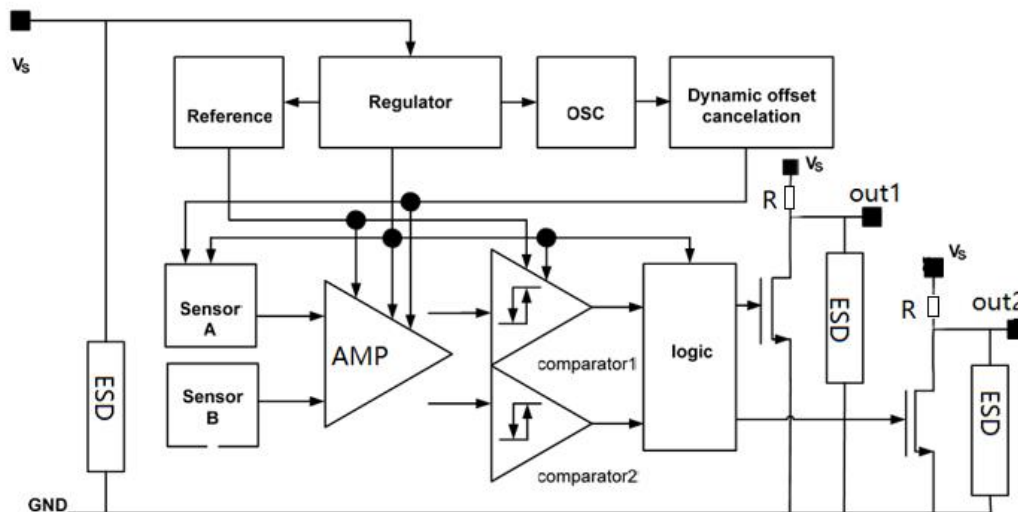 Vs
Reference
Regulator
OSC
Dynamic offset
cancelation
Vs
R
out1
Vs
R
out2
Sensor
A
AMP
comparator1
logic
ESD
ESD
ESD
Sensor
B
comparator2
GND